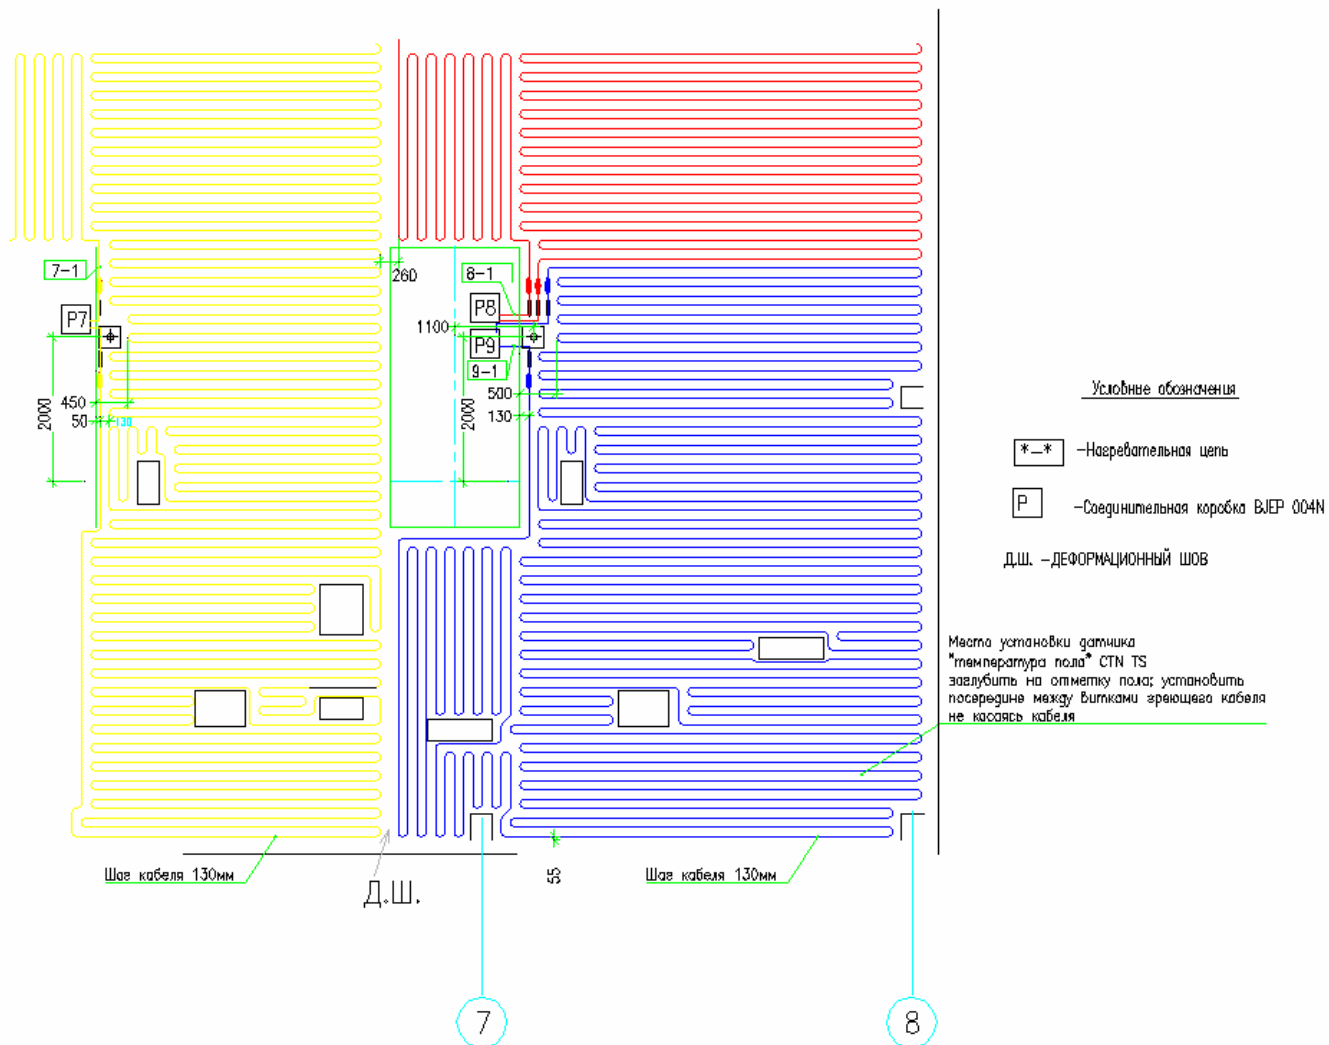 7-1
P7
2000
450
50
130
260
8-1
P8
1100
P9
9-1
500
130
2000
Условные обозначения
*–* –Нагревательная цепь
P –Соединительная коробка BJEP 004N
Д.Ш. –ДЕФОРМАЦИОННЫЙ ШОВ
Место установки датчика
"температура пола" CTN TS
заглубить на отметку пола; установить
посередине между витками греющего кабеля
не касаясь кабеля
Шаг кабеля 130мм
Д.Ш.
55
Шаг кабеля 130мм
7
8